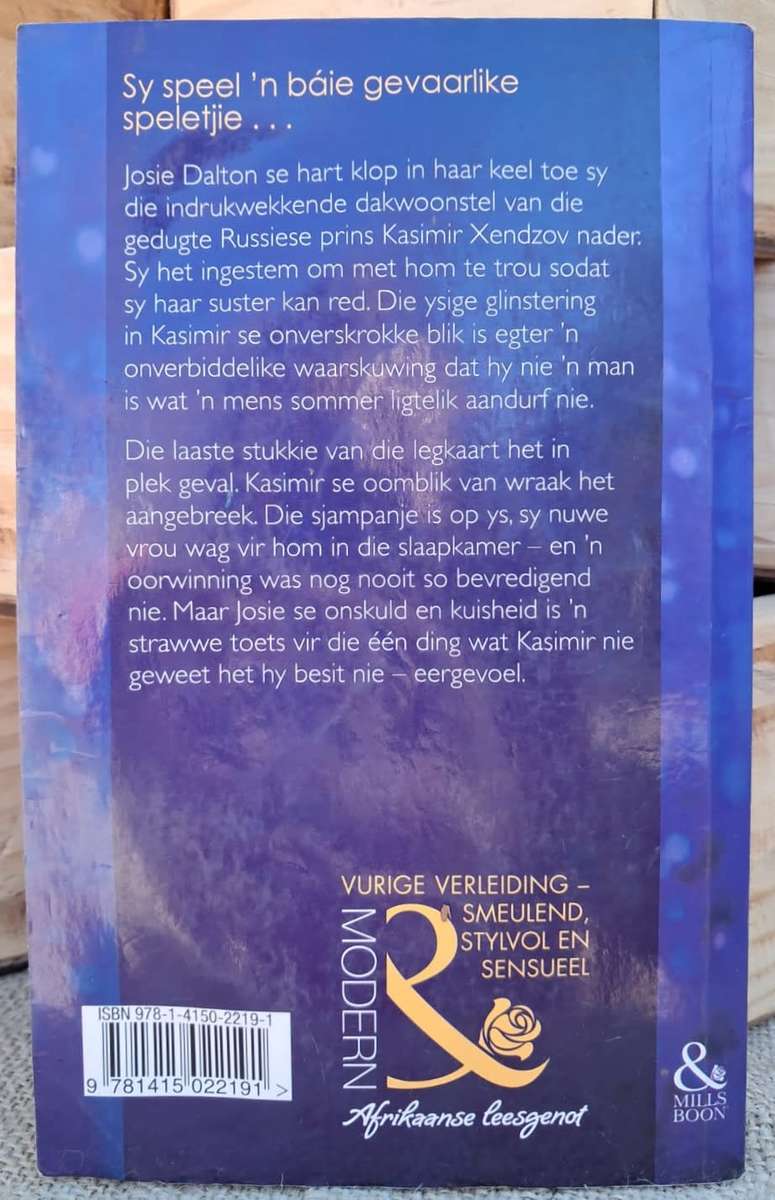 Sy speel 'n báie gevaarlike
speletjie . . .
Josie Dalton se hart klop in haar keel toe sy
die indrukwekkende dakwoonstel van die
gedugte Russiese prins Kasimir Xendzov nader.
Sy het ingestem om met hom te trou sodat
sy haar suster kan red. Die ysige glinstering
in Kasimir se onverskrokke blik is egter 'n
onverbiddelike waarskuwing dat hy nie 'n man
is wat 'n mens sommer ligtelik aandurf nie.
Die laaste stukkie van die legkaart het in
plek geval. Kasimir se oomblik van wraak het
aangebreek. Die sjampanje is op ys, sy nuwe
vrou wag vir hom in die slaapkamer – en 'n
oorwinning was nog nooit so bevredigend
nie. Maar Josie se onskuld en kuisheid is 'n
strawwe toets vir die één ding wat Kasimir nie
geweet het hy besit nie – eergevoel.
VURIGE VERLEIDING –
SMEULEND,
STYLVOL EN
SENSUEEL
MODERN
R
Afrikaanse leesgenot
ISBN 978-1-4150-2219-1
9 781415 022191 >
&
MILLS
BOON